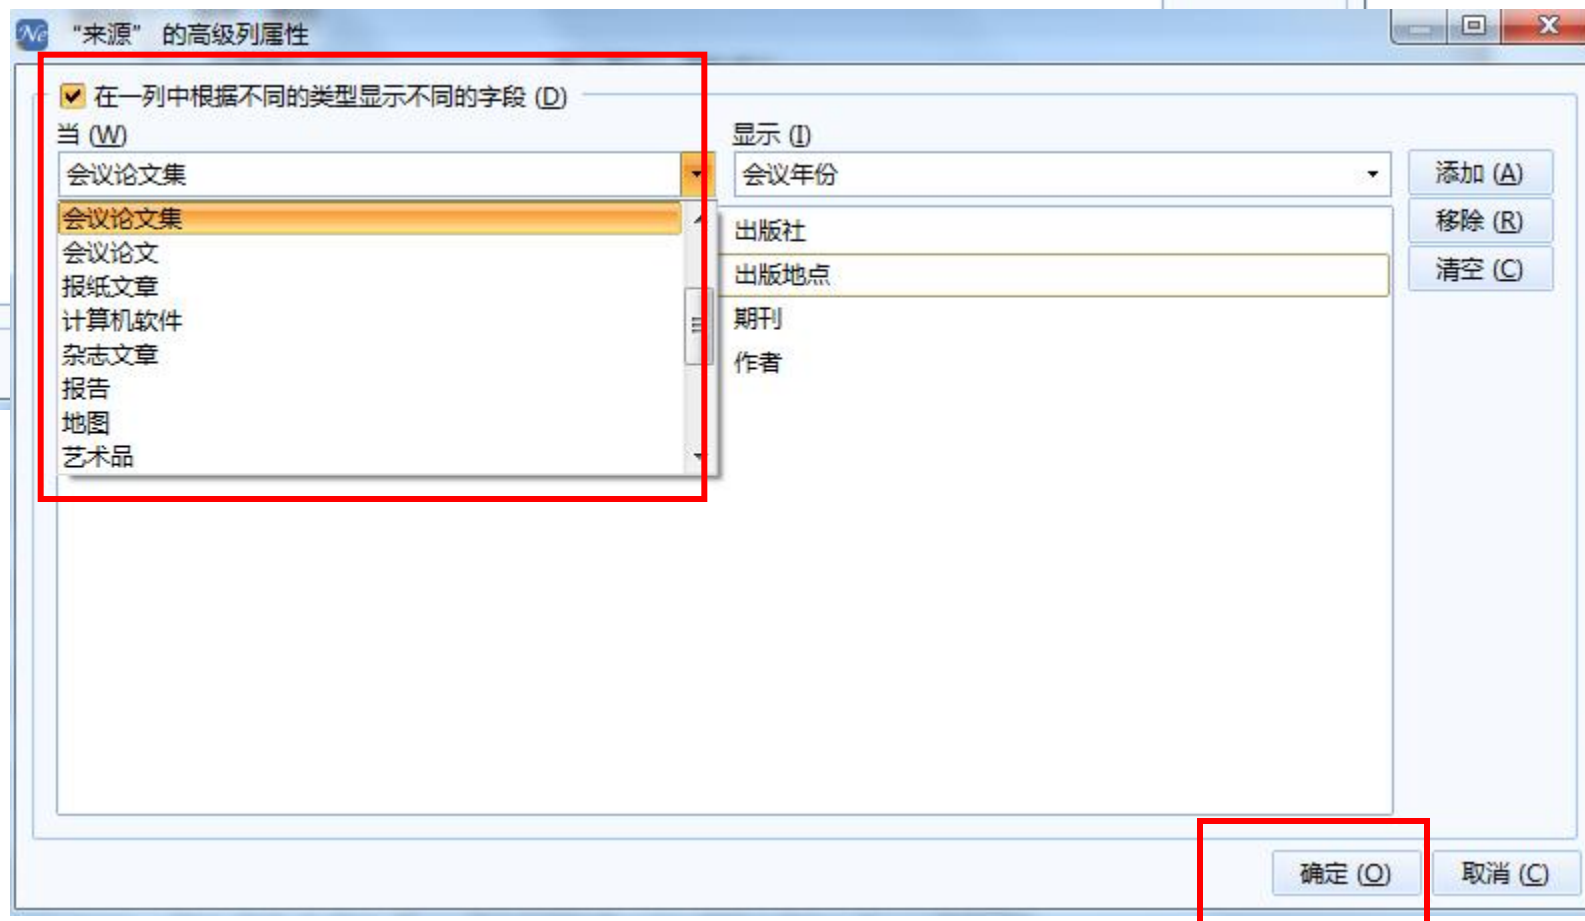 Ne “来源” 的高级列属性
在一列中根据不同的类型显示不同的字段 (D)
当 (W)
显示 (I)
会议论文集
会议年份
添加 (A)
会议论文集
移除 (R)
出版社
会议论文
清空 (C)
出版地点
报纸文章
计算机软件
期刊
杂志文章
作者
报告
地图
艺术品
确定 (O)
取消 (C)